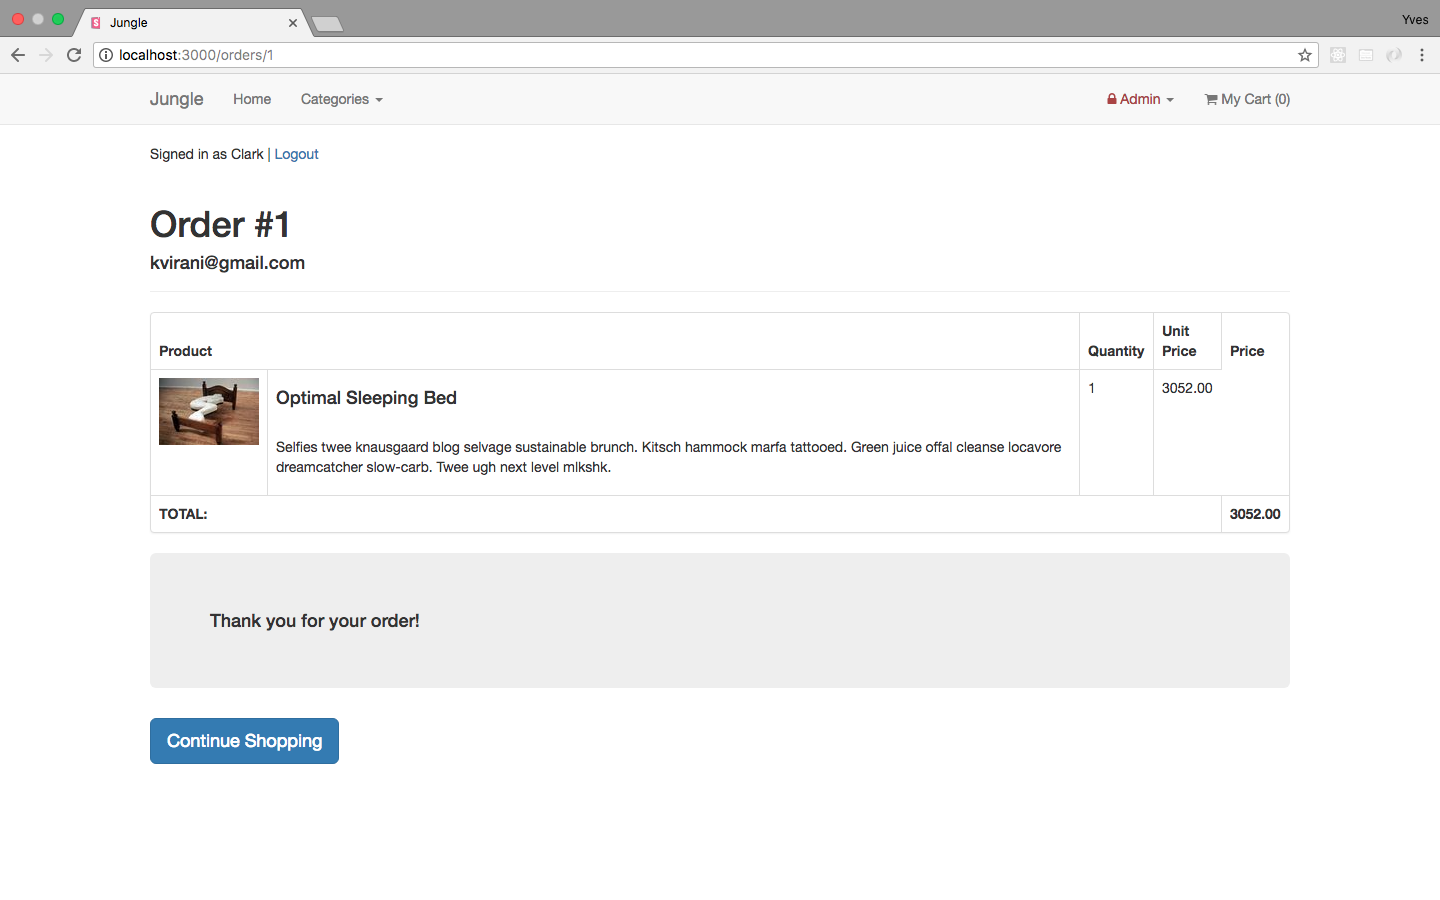 Jungle
Yves
localhost:3000/orders/1
Jungle Home Categories Admin My Cart (0)
Signed in as Clark | Logout
Order #1
kvirani@gmail.com
Product Quantity Unit Price Price
Optimal Sleeping Bed 1 3052.00
Selfies twee knausgaard blog selvage sustainable brunch. Kitsch hammock marfa tattooed. Green juice offal cleanse locavore
dreamcatcher slow-carb. Twee ugh next level mlkshk.
TOTAL: 3052.00
Thank you for your order!
Continue Shopping